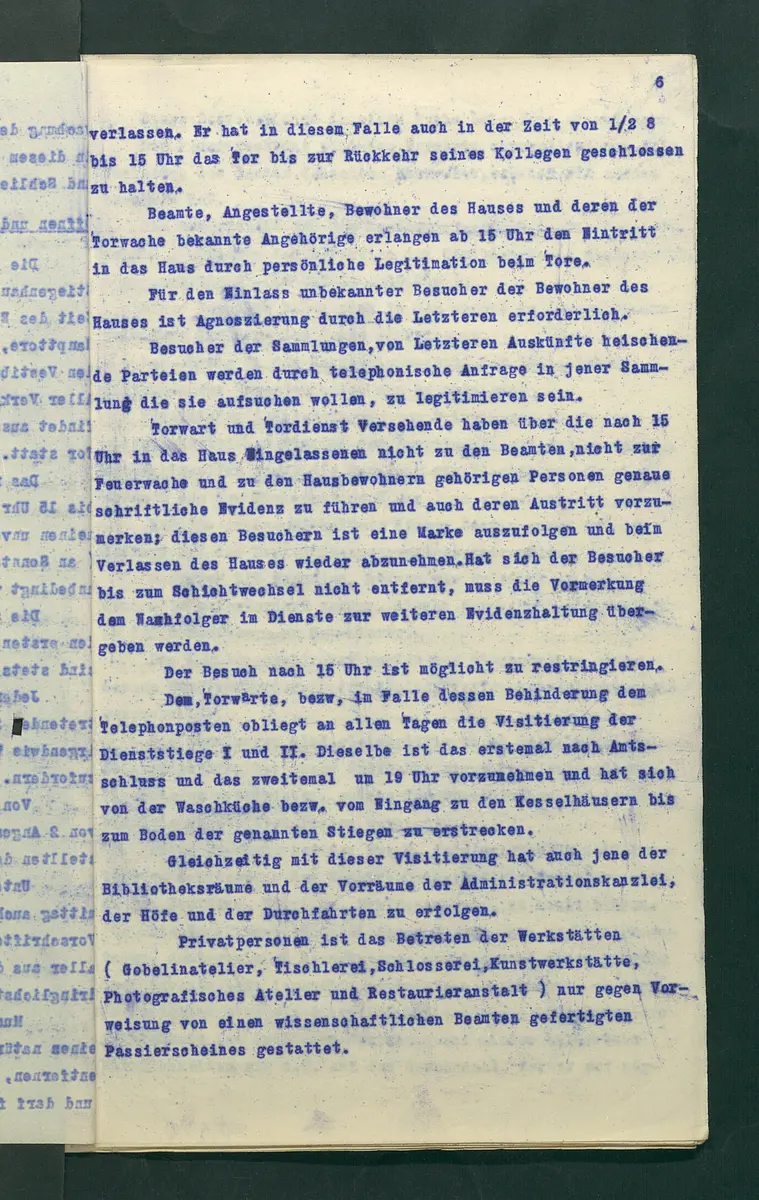 6
verlassen. Er hat in diesem Falle auch in der Zeit von 1/2 8
bis 15 Uhr das Tor bis zur Rückkehr seines Kollegen geschlossen
zu halten.
Beamte, Angestellte, Bewohner des Hauses und deren der
Torwache bekannte Angehörige erlangen ab 15 Uhr den Eintritt
in das Haus durch persönliche Legitimation beim Tore.
Für den Einlass unbekannter Besucher der Bewohner des
Hauses ist Agnoszierung durch die Letzteren erforderlich.
Besucher der Sammlungen,von Letzteren Auskünfte heischen-
de Parteien werden durch telephonische Anfrage in jener Samm-
lung die sie aufsuchen wollen, zu legitimieren sein.
Torwart und Tordienst Versehende haben über die nach 15
Uhr in das Haus Eingelassenen nicht zu den Beamten,nicht zur
Feuerwache und zu den Hausbewohnern gehörigen Personen genaue
schriftliche Evidenz zu führen und auch deren Austritt vorzu-
merken; diesen Besuchern ist eine Marke auszufolgen und beim
Verlassen des Hauses wieder abzunehmen.Hat sich der Besucher
bis zum Schichtwechsel nicht entfernt, muss die Vormerkung
dem Nachfolger im Dienste zur weiteren Evidenzhaltung über-
geben werden.
Der Besuch nach 15 Uhr ist möglicht zu restringieren.
Dem,Torwarte, bezw, im Falle dessen Behinderung dem
Telephonposten obliegt an allen Tagen die Visitierung der
Dienststiege I und II. Dieselbe ist das erstemal nach Amts-
schluss und das zweitemal um 19 Uhr vorzunehmen und hat sich
von der Waschküche bezw. vom Eingang zu den Kesselhäusern bis
zum Boden der genannten Stiegen zu erstrecken.
Gleichzeitig mit dieser Visitierung hat auch jene der
Bibliotheksräume und der Vorräume der Administrationskanzlei,
der Höfe und der Durchfahrten zu erfolgen.
Privatpersonen ist das Betreten der Werkstätten
( Gobelinatelier, Tischlerei,Schlosserei,Kunstwerkstätte,
Photografisches Atelier und Restaurieranstalt ) nur gegen Vor-
weisung von einen wissenschaftlichen Beamten gefertigten
Passierscheines gestattet.